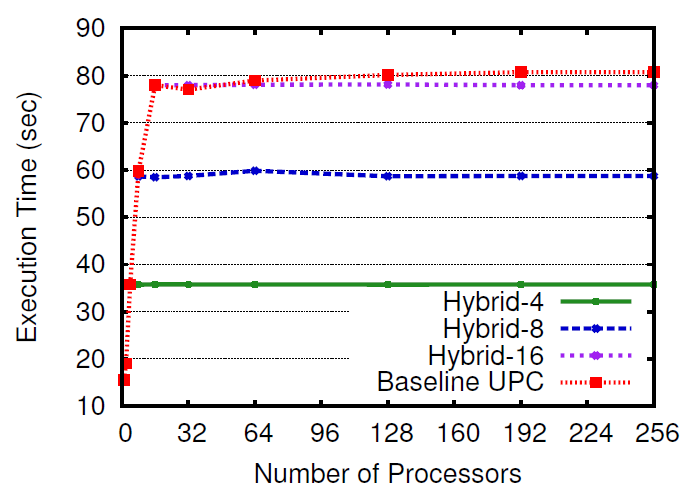 90
80
70
60
50
40
30
20
10
Execution Time (sec)
Hybrid-4
Hybrid-8
Hybrid-16
Baseline UPC
0 32 64 96 128 160 192 224 256
Number of Processors